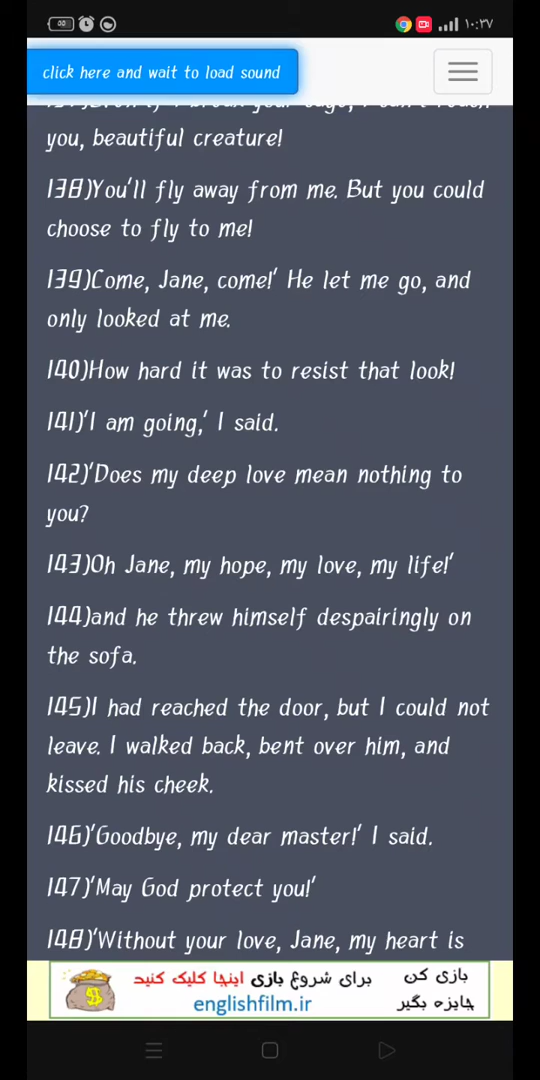 ۱۰:۳۷
click here and wait to load sound
you, beautiful creature!
138)You'll fly away from me. But you could
choose to fly to me!
139)Come, Jane, come!' He let me go, and
only looked at me.
140)How hard it was to resist that look!
141)'I am going,' I said.
142)'Does my deep love mean nothing to
you?
143)Oh Jane, my hope, my love, my life!'
144)and he threw himself despairingly on
the sofa.
145)I had reached the door, but I could not
leave. I walked back, bent over him, and
kissed his cheek.
146)'Goodbye, my dear master!' I said.
147)'May God protect you!'
148)'Without your love, Jane, my heart is
بازی کن
جایزه بگیر
برای شروع بازی اینجا کلیک کنید
englishfilm.ir